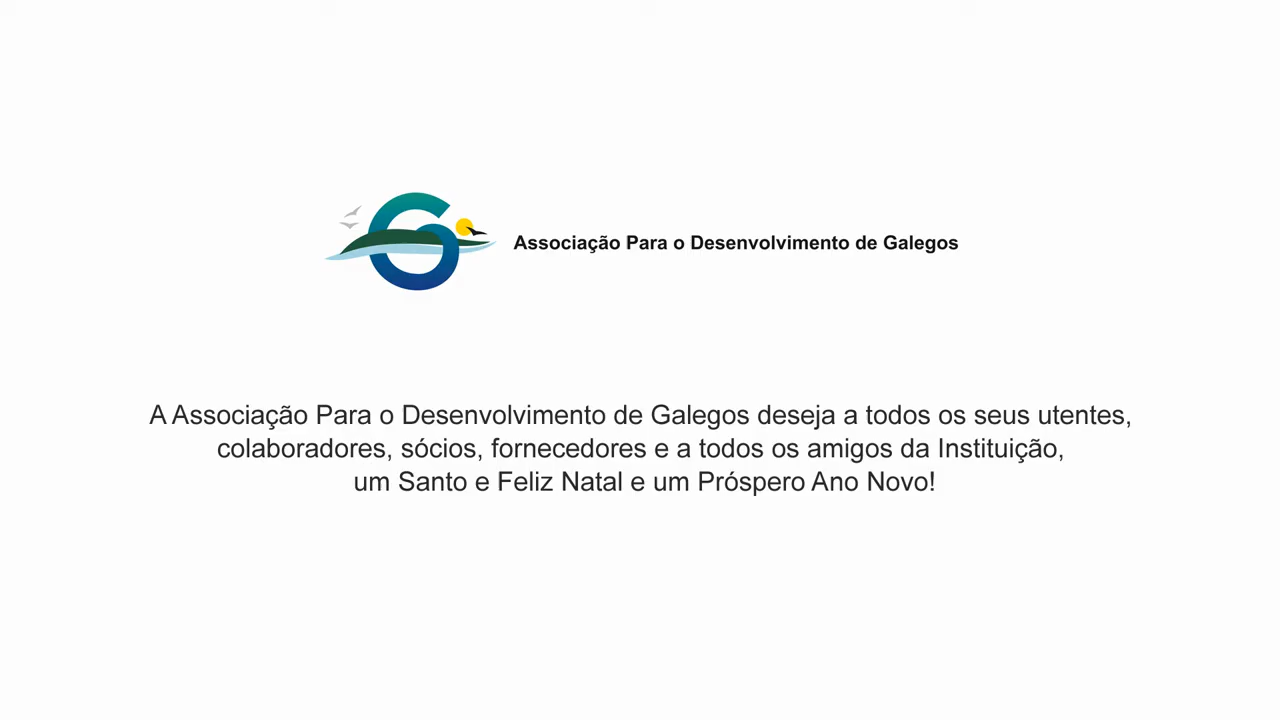 Associação Para o Desenvolvimento de Galegos
A Associação Para o Desenvolvimento de Galegos deseja a todos os seus utentes,
colaboradores, sócios, fornecedores e a todos os amigos da Instituição,
um Santo e Feliz Natal e um Próspero Ano Novo!